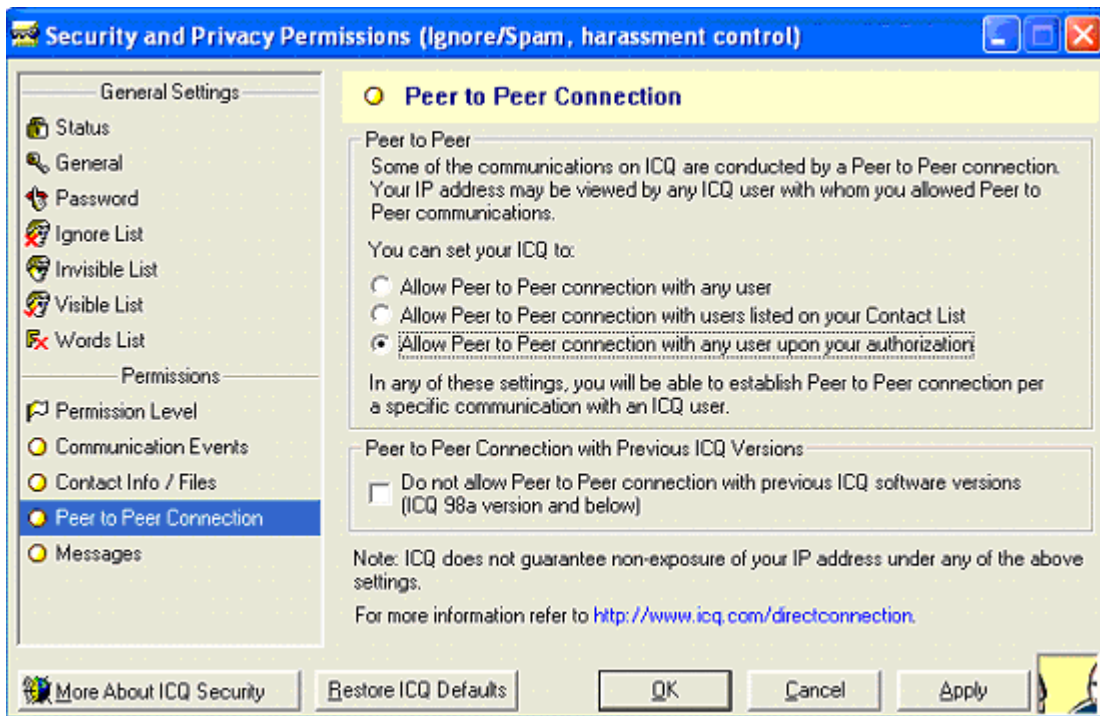 Security and Privacy Permissions (Ignore/Spam, harassment control)
General Settings
Status
General
Password
Ignore List
Invisible List
Visible List
Words List
Permissions
Permission Level
Communication Events
Contact Info / Files
Peer to Peer Connection
Messages
Peer to Peer Connection
Peer to Peer
Some of the communications on ICQ are conducted by a Peer to Peer connection.
Your IP address may be viewed by any ICQ user with whom you allowed Peer to
Peer communications.
You can set your ICQ to:
Allow Peer to Peer connection with any user
Allow Peer to Peer connection with users listed on your Contact List
Allow Peer to Peer connection with any user upon your authorization
In any of these settings, you will be able to establish Peer to Peer connection per
a specific communication with an ICQ user.
Peer to Peer Connection with Previous ICQ Versions
Do not allow Peer to Peer connection with previous ICQ software versions
(ICQ 98a version and below)
Note: ICQ does not guarantee non-exposure of your IP address under any of the above
settings.
For more information refer to http://www.icq.com/directconnection.
More About ICQ Security
Restore ICQ Defaults
OK
Cancel
Apply